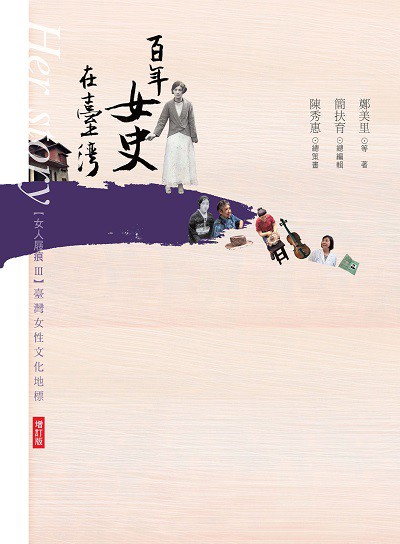 Her story
百年
女史
在臺灣
鄭美里⊙等 著
簡扶育⊙總編輯
陳秀惠⊙總策畫
【女人屐痕Ⅲ】臺灣女性文化地標
增訂版